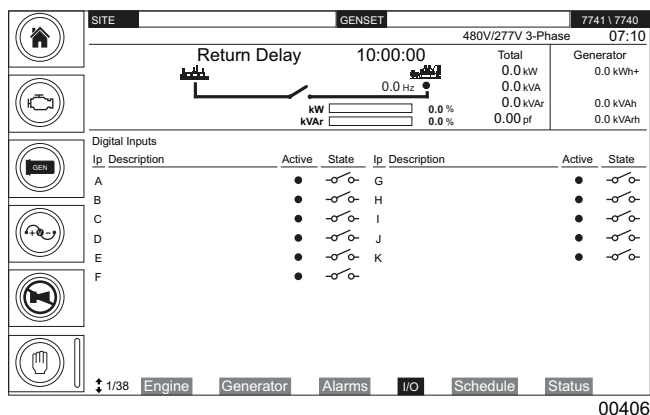 SITE GENSET 7741 \ 7740
480V/277V 3-Phase 07:10
Return Delay 10:00:00 Total Generator
0.0 kW 0.0 kWh+
0.0 Hz 0.0 kVA
kW 0.0 % 0.0 kVAr 0.0 kVAh
kVAr 0.0 % 0.00 pf 0.0 kVArh
Digital Inputs
Ip Description Active State Ip Description Active State
GEN
A G
B H
C I
D J
E K
F
1/38 Engine Generator Alarms I/O Schedule Status
00406